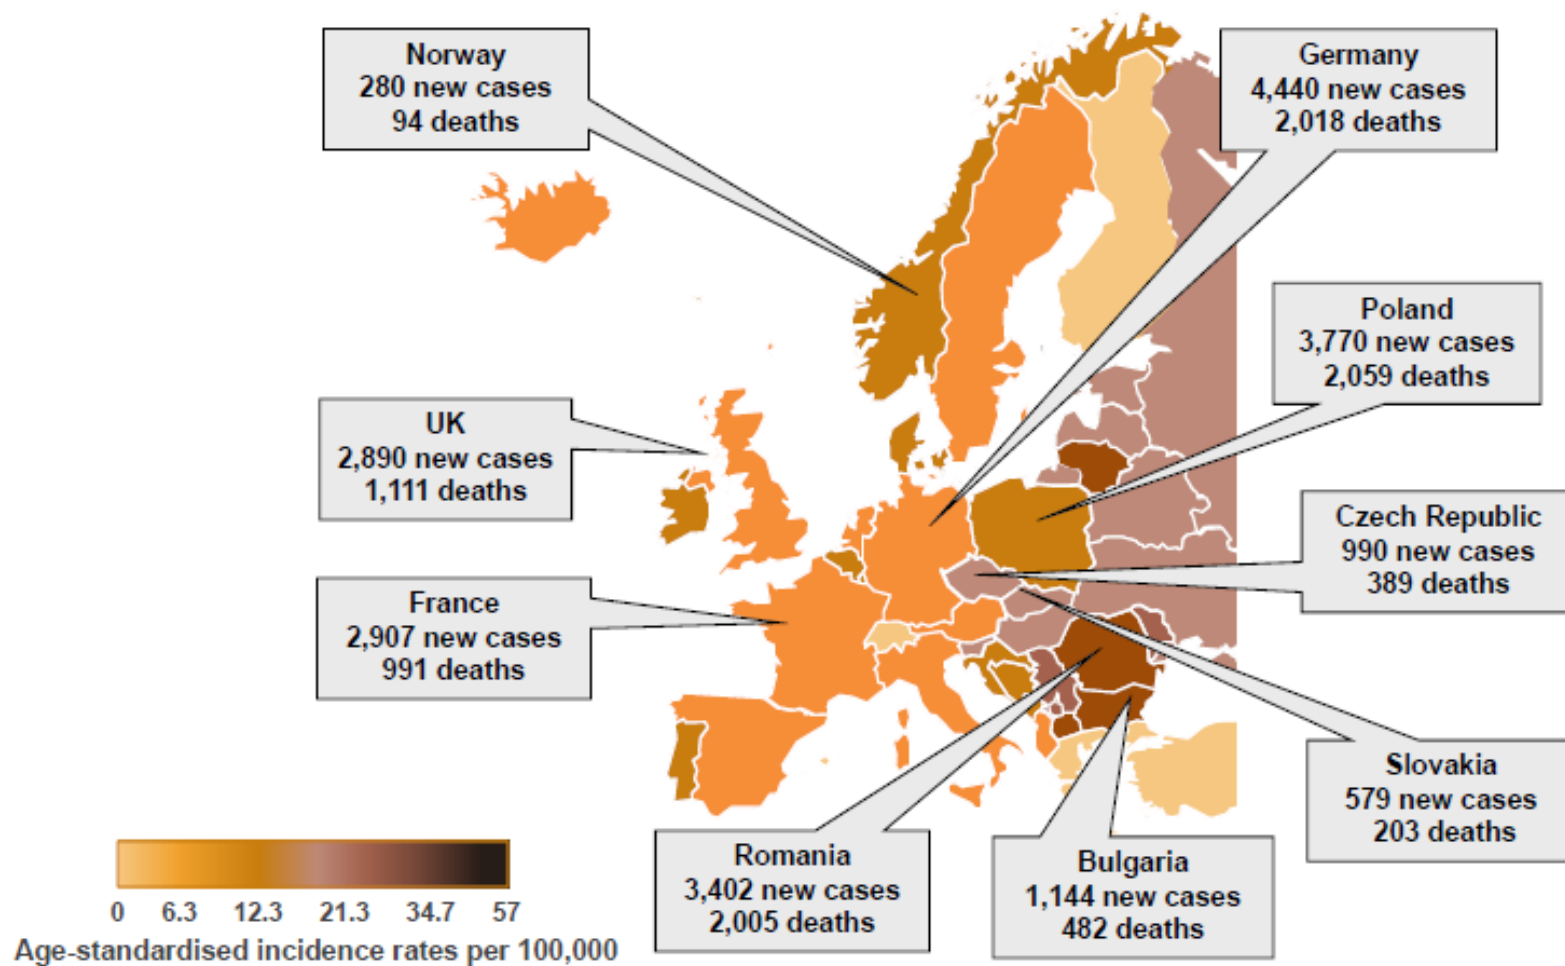 Norway
280 new cases
94 deaths
Germany
4,440 new cases
2,018 deaths
Poland
3,770 new cases
2,059 deaths
UK
2,890 new cases
1,111 deaths
Czech Republic
990 new cases
389 deaths
France
2,907 new cases
991 deaths
Slovakia
579 new cases
203 deaths
Romania
3,402 new cases
2,005 deaths
Bulgaria
1,144 new cases
482 deaths
0 6.3 12.3 21.3 34.7 57
Age-standardised incidence rates per 100,000